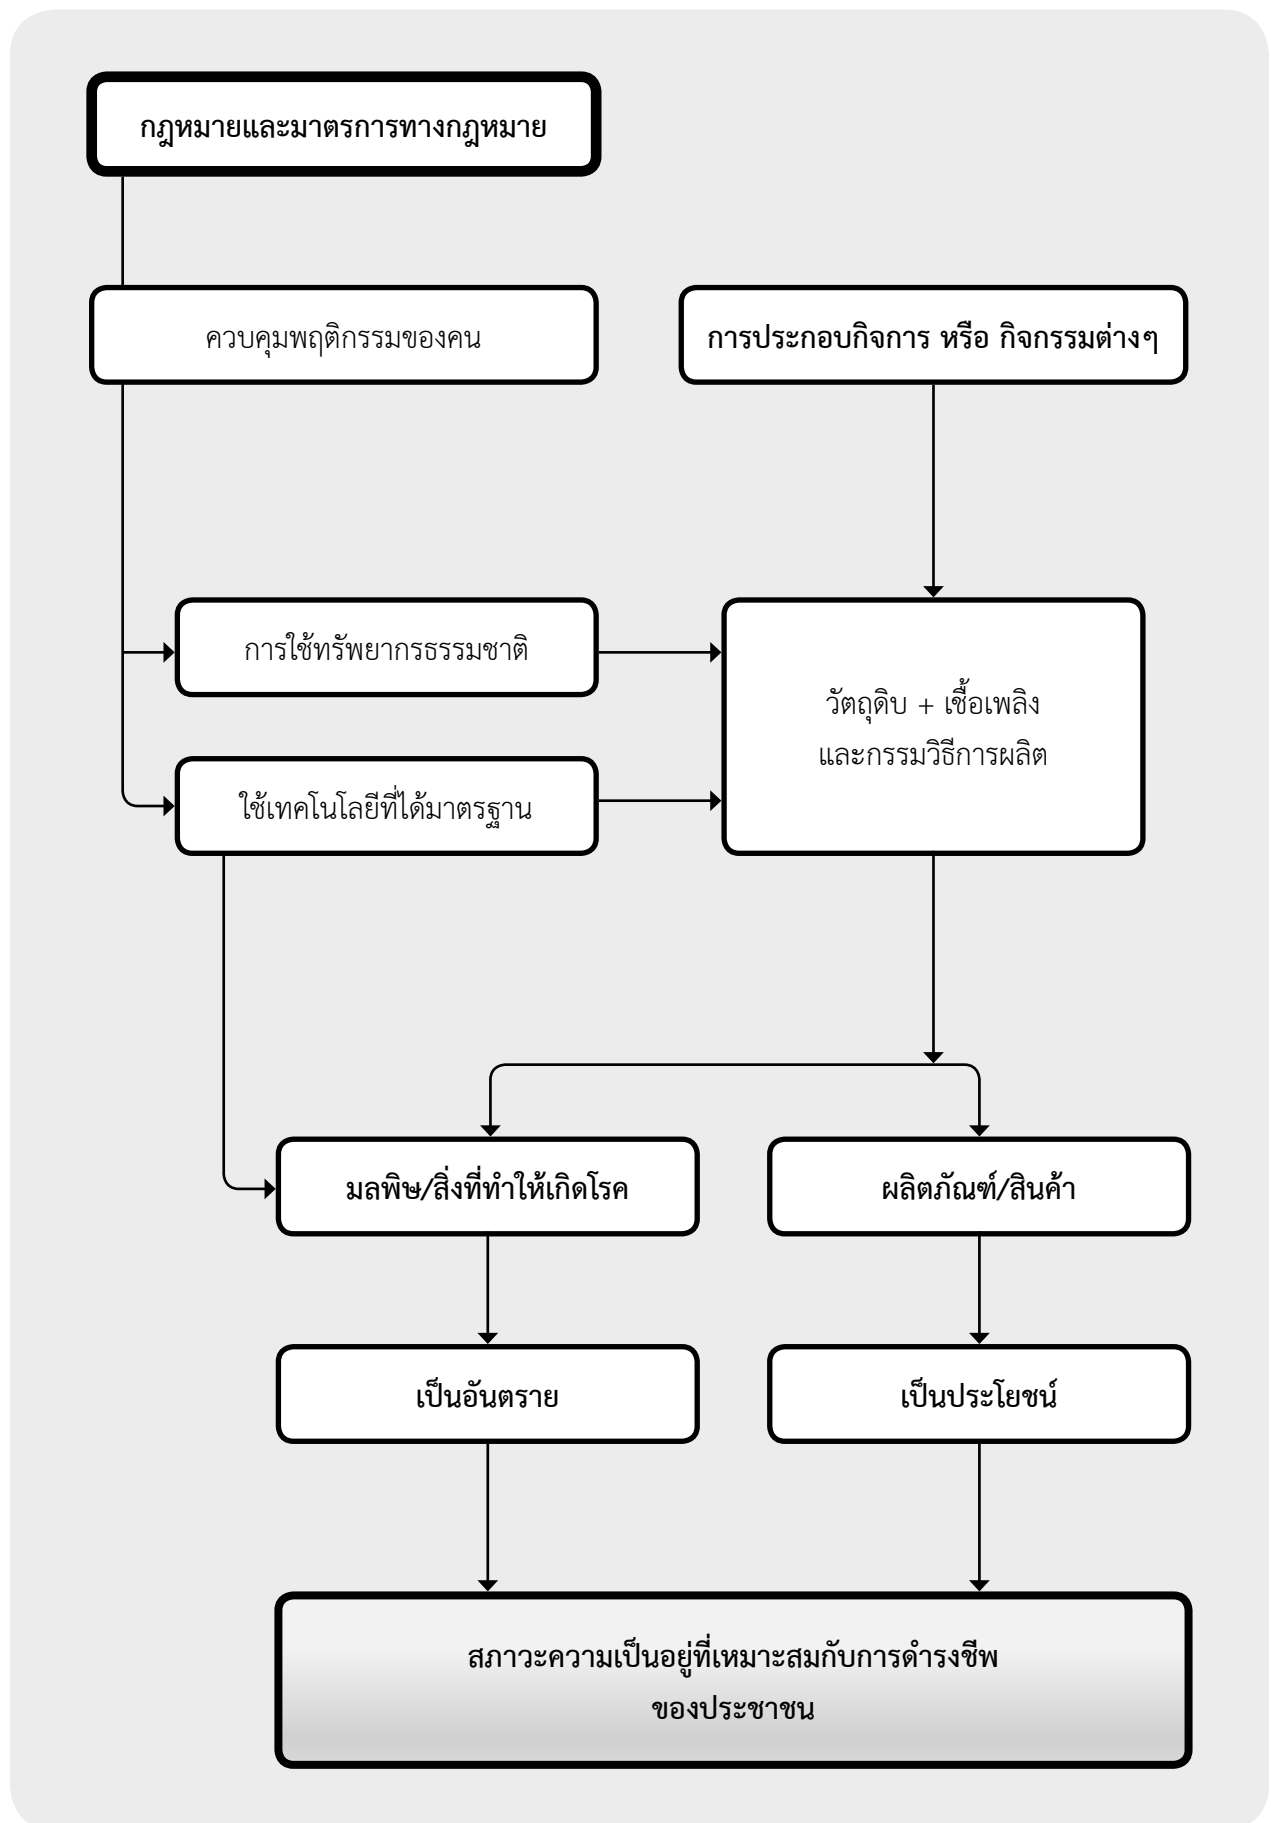 กฎหมายและมาตรการทางกฎหมาย
ควบคุมพฤติกรรมของคน
การประกอบกิจการ หรือ กิจกรรมต่างๆ
การใช้ทรัพยากรธรรมชาติ
วัตถุดิบ + เชื้อเพลิง
และกรรมวิธีการผลิต
ใช้เทคโนโลยีที่ได้มาตรฐาน
มลพิษ/สิ่งที่ทำให้เกิดโรค
ผลิตภัณฑ์/สินค้า
เป็นอันตราย
เป็นประโยชน์
สภาวะความเป็นอยู่ที่เหมาะสมกับการดำรงชีพ
ของประชาชน